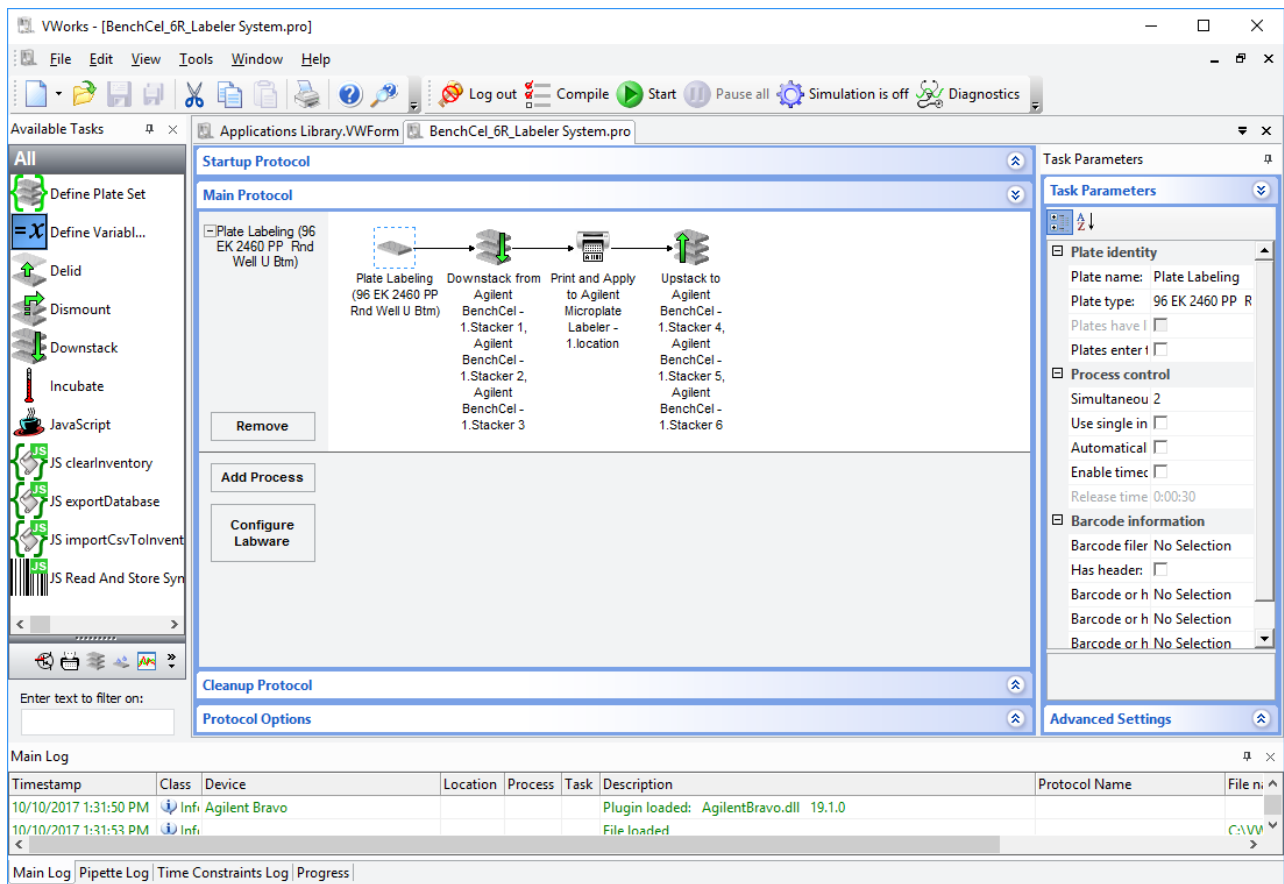 VWorks - [BenchCel_6R_Labeler System.pro]
File Edit View Tools Window Help
Log out Compile Start Pause all Simulation is off Diagnostics
Available Tasks
All
Define Plate Set
=x Define Variabl...
Delid
Dismount
Downstack
Incubate
JavaScript
JS JS clearInventory
JS JS exportDatabase
JS JS importCsvToInvent
JS JS Read And Store Syn
Enter text to filter on:
Applications Library.VWForm BenchCel_6R_Labeler System.pro
Startup Protocol
Main Protocol
Plate Labeling (96
EK 2460 PP Rnd
Well U Btm)
Remove
Plate Labeling
(96 EK 2460 PP
Rnd Well U Btm)
Downstack from
Agilent
BenchCel -
1.Stacker 1,
Agilent
BenchCel -
1.Stacker 2,
Agilent
BenchCel -
1.Stacker 3
Print and Apply
to Agilent
Microplate
Labeler -
1.location
Upstack to
Agilent
BenchCel -
1.Stacker 4,
Agilent
BenchCel -
1.Stacker 5,
Agilent
BenchCel -
1.Stacker 6
Add Process
Configure
Labware
Cleanup Protocol
Protocol Options
Task Parameters
Task Parameters
Plate identity
Plate name: Plate Labeling
Plate type: 96 EK 2460 PP R
Plates have l
Plates enter t
Process control
Simultaneou 2
Use single in
Automatical
Enable timec
Release time 0:00:30
Barcode information
Barcode filer No Selection
Has header:
Barcode or h No Selection
Barcode or h No Selection
Barcode or h No Selection
Advanced Settings
Main Log
Timestamp Class Device Location Process Task Description Protocol Name File na
10/10/2017 1:31:50 PM Info Agilent Bravo Plugin loaded: AgilentBravo.dll 19.1.0
10/10/2017 1:31:53 PM Info File loaded C:\VW
Main Log Pipette Log Time Constraints Log Progress